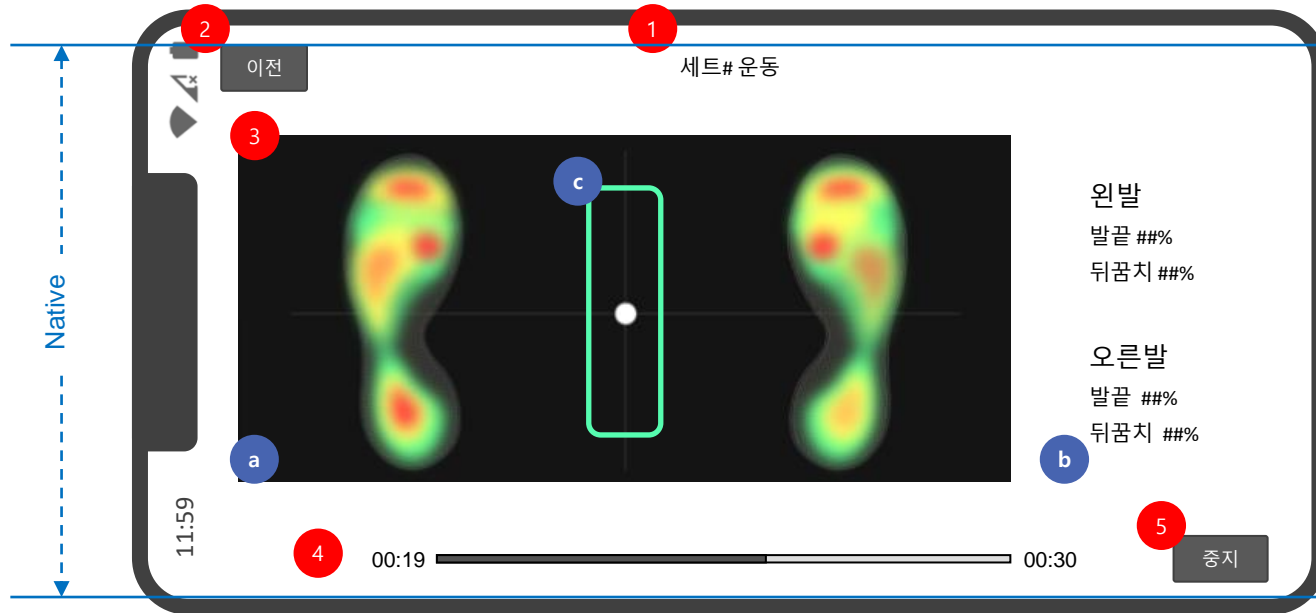 2
1
이전
세트# 운동
3
c
왼발
발끝 ##%
뒤꿈치 ##%
Native
오른발
발끝 ##%
뒤꿈치 ##%
a
b
11:59
4
00:19
00:30
5
중지